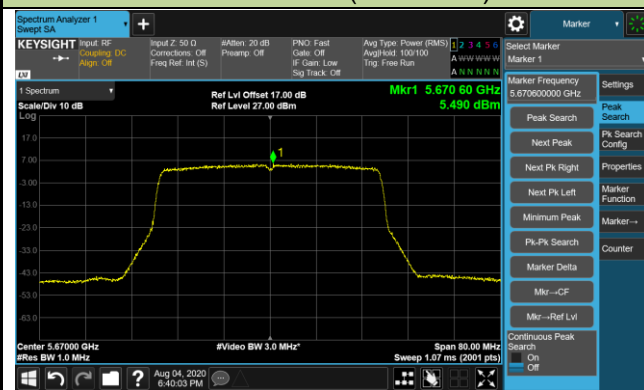 Spectrum Analyzer 1
Swept SA
Marker
KEYSIGHT
Input: RF
Coupling: DC
Align: Off
Input Z: 50 Ω
Corrections: Off
Freq Ref: Int (S)
#Atten: 20 dB
Preamp: Off
PNO: Fast
Gate: Off
IF Gain: Low
Sig Track: Off
Avg Type: Power (RMS)
Avg|Hold: 100/100
Trig: Free Run
1 2 3 4 5 6
A W W W W W
A N N N N N
LXI
Select Marker
Marker 1
1 Spectrum
Scale/Div 10 dB
Log
Ref Lvl Offset 17.00 dB
Ref Level 27.00 dBm
Mkr1 5.670 60 GHz
5.490 dBm
17.0
7.00
-3.00
-13.0
-23.0
-33.0
-43.0
-53.0
-63.0
1
Center 5.67000 GHz
#Res BW 1.0 MHz
#Video BW 3.0 MHz*
Span 80.00 MHz
Sweep 1.07 ms (2001 pts)
Marker Frequency
5.670600000 GHz
Peak Search
Next Peak
Next Pk Right
Next Pk Left
Minimum Peak
Pk-Pk Search
Marker Delta
Mkr→CF
Mkr→Ref Lvl
Continuous Peak
Search
On
Off
Settings
Peak
Search
Pk Search
Config
Properties
Marker
Function
Marker→
Counter
Aug 04, 2020
6:40:03 PM